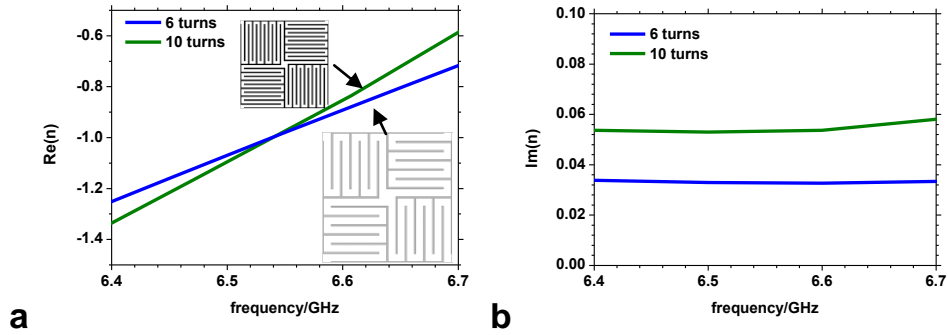 6 turns
10 turns
Re(n)
-0.6
-0.8
-1.0
-1.2
-1.4
6.4
6.5
6.6
6.7
frequency/GHz
a
6 turns
10 turns
Im(n)
0.10
0.08
0.06
0.04
0.02
0.00
6.4
6.5
6.6
6.7
frequency/GHz
b